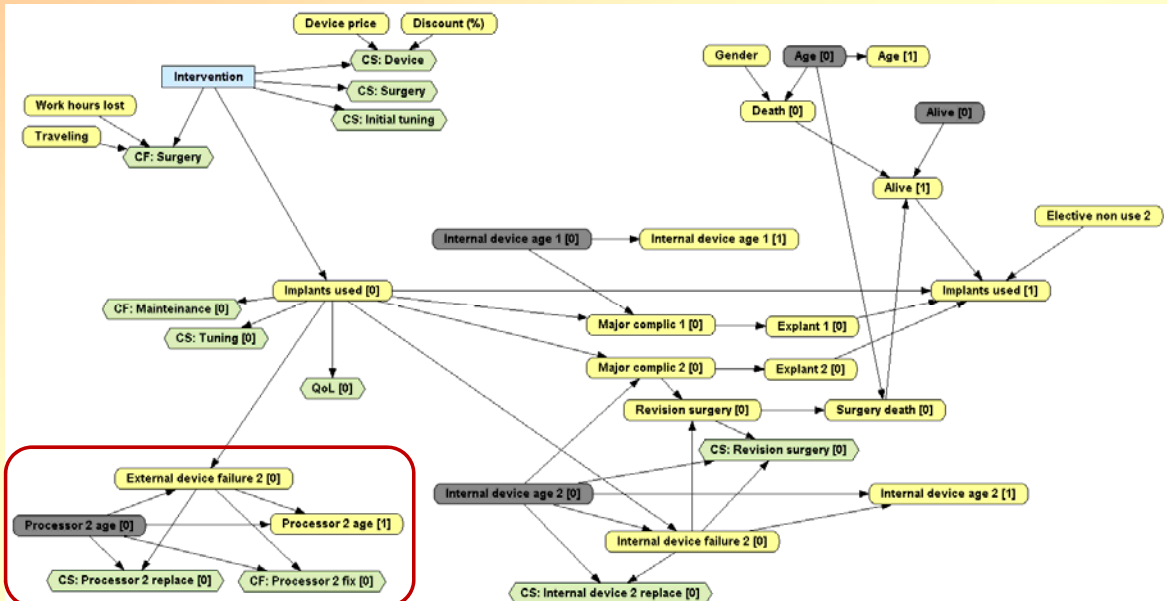 Device price
Discount (%)
CS: Device
Gender
Age [0]
Age [1]
Intervention
CS: Surgery
Work hours lost
Death [0]
Alive [0]
CS: Initial tuning
Traveling
CF: Surgery
Alive [1]
Elective non use 2
Internal device age 1 [0]
Internal device age 1 [1]
Implants used [0]
Implants used [1]
CF: Mainteinance [0]
Major complic 1 [0]
Explant 1 [0]
CS: Tuning [0]
Major complic 2 [0]
Explant 2 [0]
QoL [0]
Revision surgery [0]
Surgery death [0]
CS: Revision surgery [0]
External device failure 2 [0]
Internal device age 2 [0]
Internal device age 2 [1]
Processor 2 age [0]
Processor 2 age [1]
Internal device failure 2 [0]
CS: Processor 2 replace [0]
CF: Processor 2 fix [0]
CS: Internal device 2 replace [0]